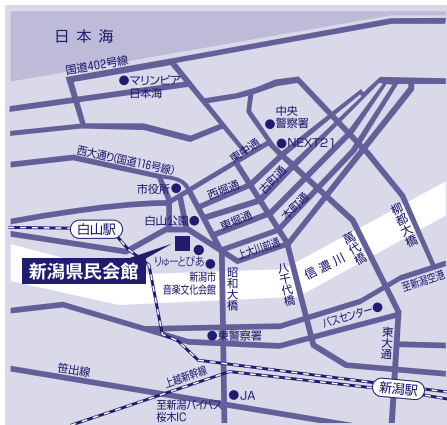 日本海
国道402号線
マリンピア
日本海
中央
警察署
NEXT21
西大通り(国道116号線)
東中通
市役所
西堀通
古町通
白山公園
東堀通
本町通
柳都大橋
白山駅
りゅーとぴあ
上大川前通
萬代橋
新潟県民会館
新潟市
音楽文化会館
昭和大橋
八千代橋
信濃川
至新潟空港
バスセンター
東警察署
東大通
笹出線
上越新幹線
新潟駅
至新潟バイパス
桜木IC
JA